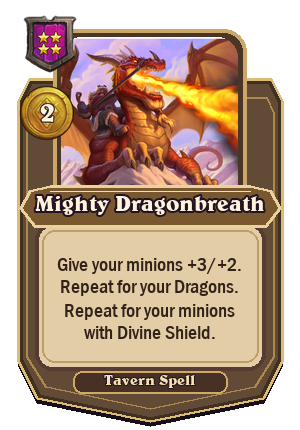 2
Mighty Dragonbreath
Give your minions +3/+2.
Repeat for your Dragons.
Repeat for your minions
with Divine Shield.
Tavern Spell